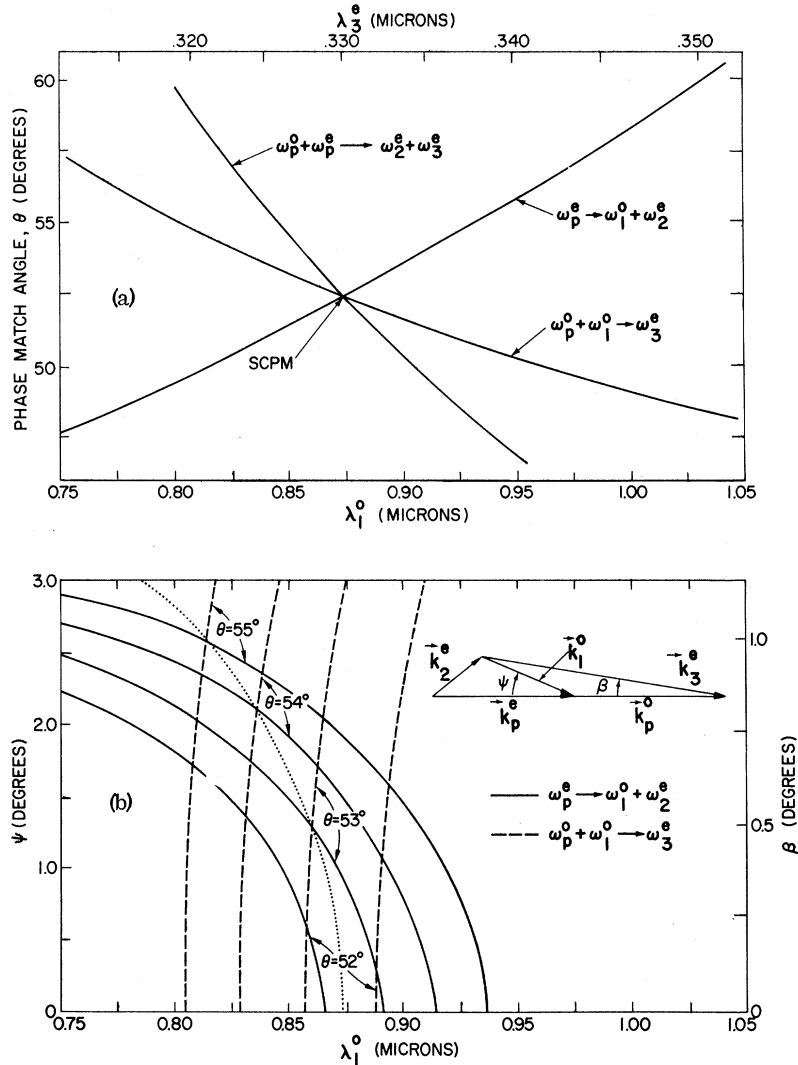 λ₃ᵉ (MICRONS)
.320 .330 .340 .350
PHASE MATCH ANGLE, θ (DEGREES)
60
55
50
ωₚᵒ + ωₚᵉ → ω₂ᵉ + ω₃ᵉ
ωₚᵉ → ω₁ᵒ + ω₂ᵉ
(a)
ωₚᵒ + ω₁ᵒ → ω₃ᵉ
SCPM
0.75 0.80 0.85 0.90 0.95 1.00 1.05
λ₁ᵒ (MICRONS)
ψ (DEGREES)
3.0
2.0
1.0
0
θ=55°
θ=54°
θ=53°
θ=52°
(b)
k⃗₂ᵉ k⃗₁ᵒ k⃗₃ᵉ
ψ β
k⃗ₚᵉ k⃗ₚᵒ
ωₚᵉ → ω₁ᵒ + ω₂ᵉ
ωₚᵒ + ω₁ᵒ → ω₃ᵉ
1.0
0.5
0
β (DEGREES)
0.75 0.80 0.85 0.90 0.95 1.00 1.05
λ₁ᵒ (MICRONS)